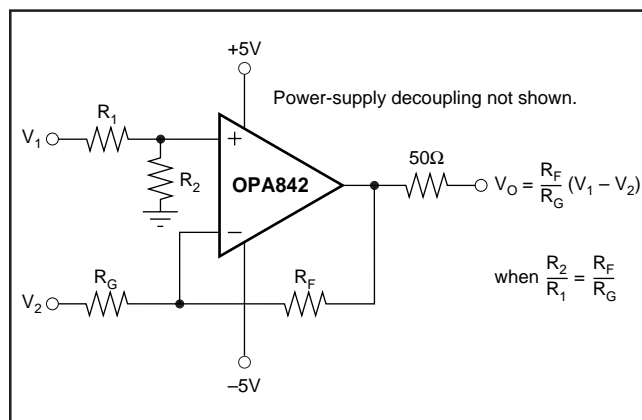 +5V
Power-supply decoupling not shown.
R1
V1
+
R2
OPA842
50Ω
VO = RF/RG (V1 – V2)
–
when R2/R1 = RF/RG
RG
RF
V2
–5V